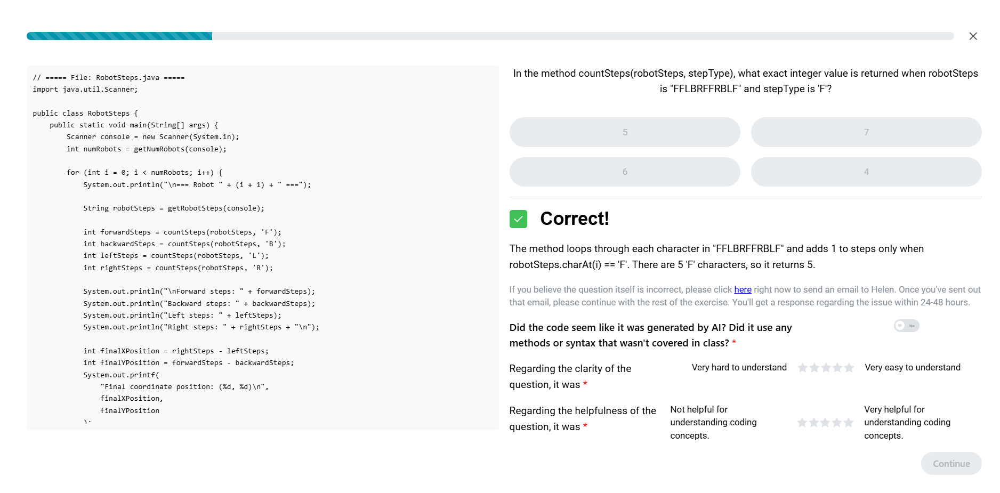 // ===== File: RobotSteps.java =====
import java.util.Scanner;
public class RobotSteps {
public static void main(String[] args) {
Scanner console = new Scanner(System.in);
int numRobots = getNumRobots(console);
for (int i = 0; i < numRobots; i++) {
System.out.println("\n=== Robot " + (i + 1) + " ===");
String robotSteps = getRobotSteps(console);
int forwardSteps = countSteps(robotSteps, 'F');
int backwardSteps = countSteps(robotSteps, 'B');
int leftSteps = countSteps(robotSteps, 'L');
int rightSteps = countSteps(robotSteps, 'R');
System.out.println("\nForward steps: " + forwardSteps);
System.out.println("Backward steps: " + backwardSteps);
System.out.println("Left steps: " + leftSteps);
System.out.println("Right steps: " + rightSteps + "\n");
int finalXPosition = rightSteps - leftSteps;
int finalYPosition = forwardSteps - backwardSteps;
System.out.printf(
"Final coordinate position: (%d, %d)\n",
finalXPosition,
finalYPosition
);
In the method countSteps(robotSteps, stepType), what exact integer value is returned when robotSteps
is "FFLBRFFRBLF" and stepType is 'F'?
5
7
6
4
Correct!
The method loops through each character in "FFLBRFFRBLF" and adds 1 to steps only when
robotSteps.charAt(i) == 'F'. There are 5 'F' characters, so it returns 5.
If you believe the question itself is incorrect, please click here right now to send an email to Helen. Once you've sent out
that email, please continue with the rest of the exercise. You'll get a response regarding the issue within 24-48 hours.
Did the code seem like it was generated by AI? Did it use any
methods or syntax that wasn't covered in class? *
No
Regarding the clarity of the
question, it was *
Very hard to understand
Very easy to understand
Regarding the helpfulness of the
question, it was *
Not helpful for
understanding coding
concepts.
Very helpful for
understanding coding
concepts.
Continue